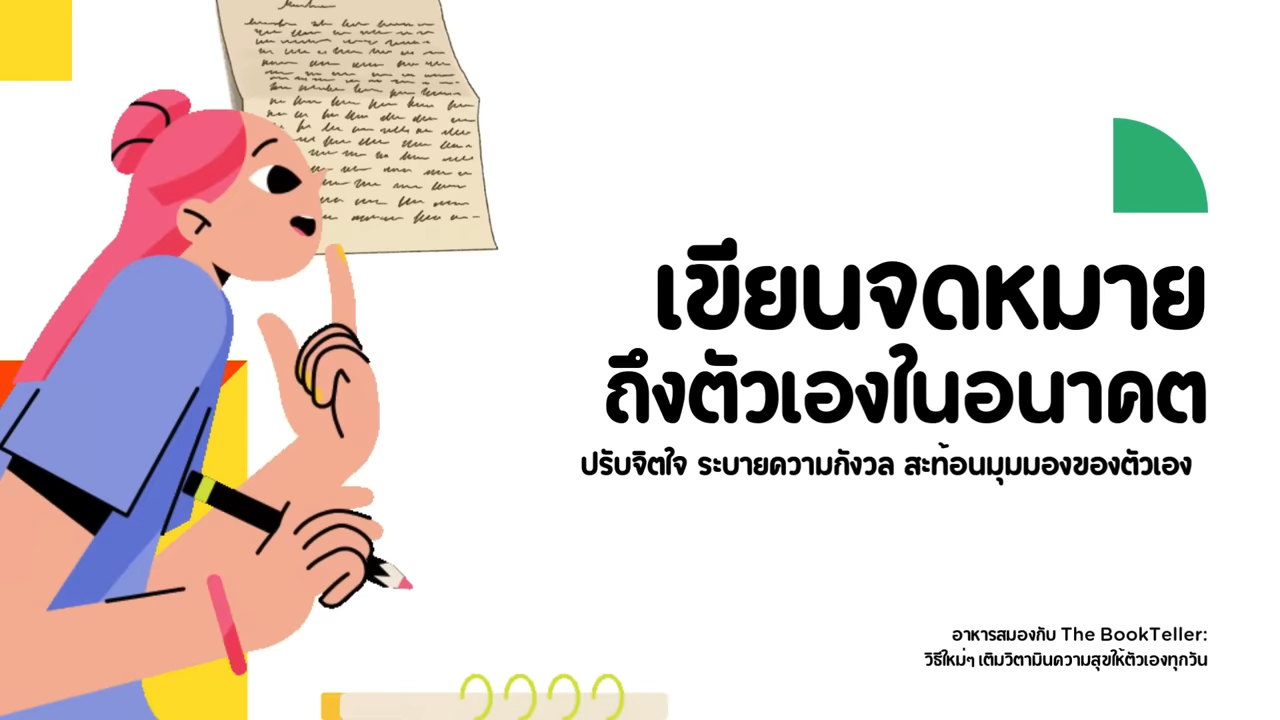 เขียนจดหมาย
ถึงตัวเองในอนาคต
ปรับจิตใจ ระบายความกังวล สะท้อนมุมมองของตัวเอง
อาหารสมองกับ The BookTeller:
วิธีใหม่ๆ เติมวิตามินความสุขให้ตัวเองทุกวัน